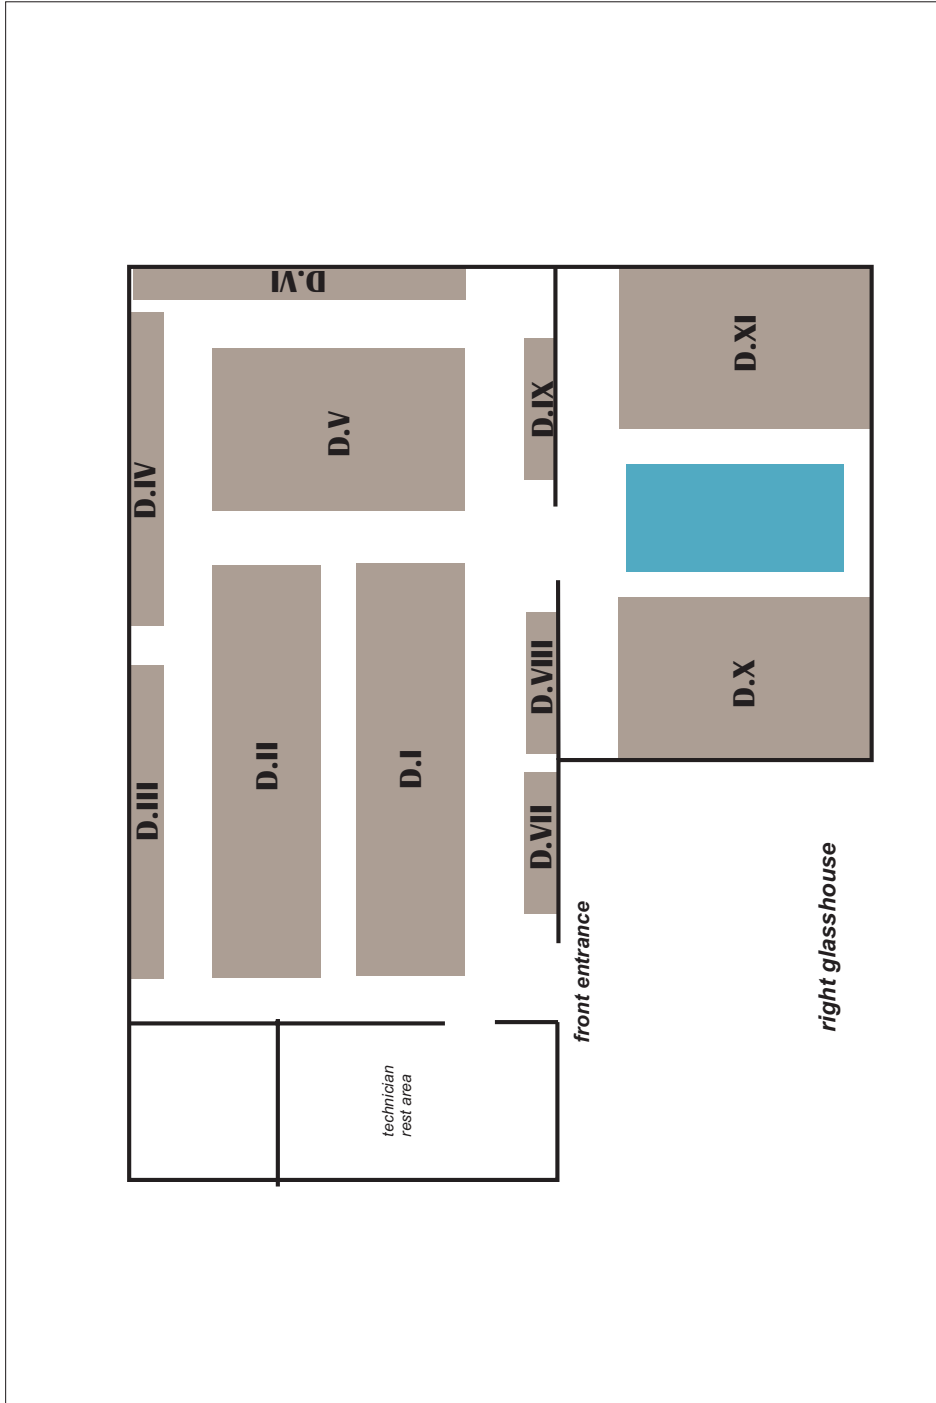 D.VI
D.XI
D.IX
D.V
D.IV
D.X
D.VIII
D.II
D.I
D.III
D.VII
front entrance
right glasshouse
technician
rest area